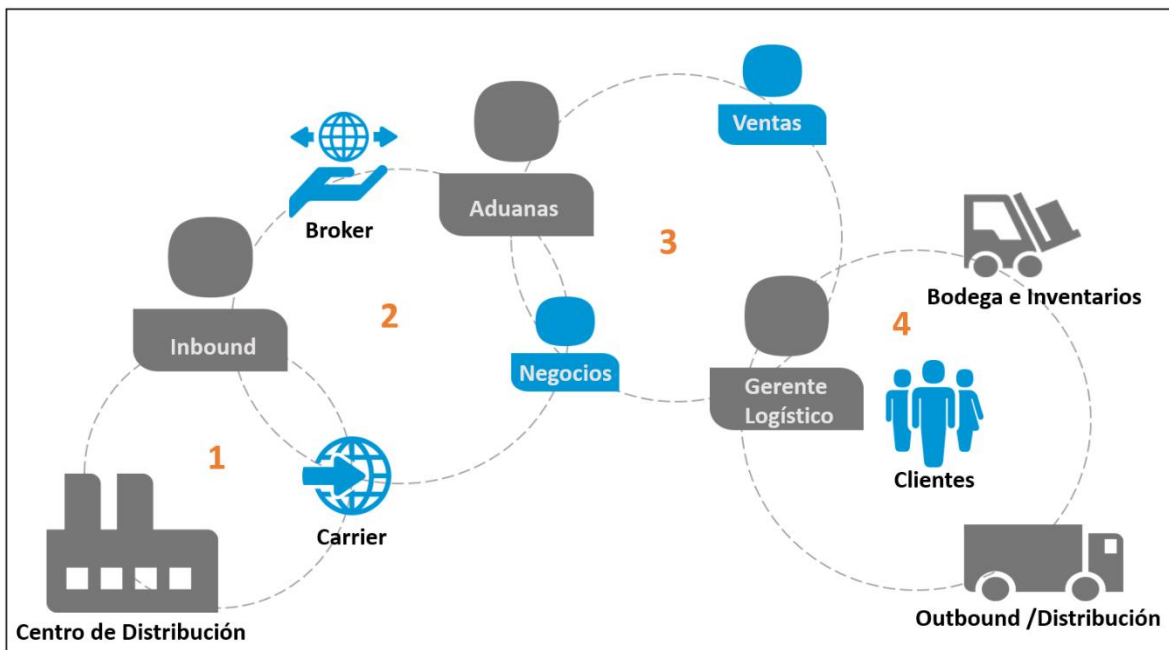 Ventas
Aduanas
Broker
3
Inbound
2
Bodega e Inventarios
4
Negocios
Gerente
Logístico
1
Clientes
Carrier
Centro de Distribución
Outbound /Distribución